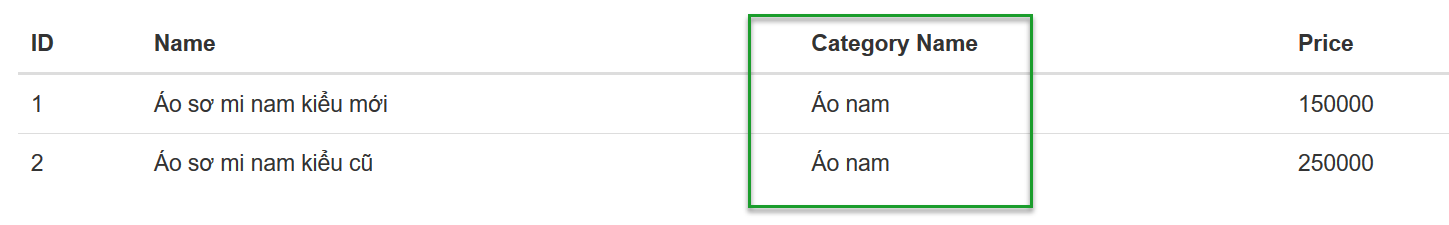 ID Name Category Name Price
1 Áo sơ mi nam kiểu mới Áo nam 150000
2 Áo sơ mi nam kiểu cũ Áo nam 250000